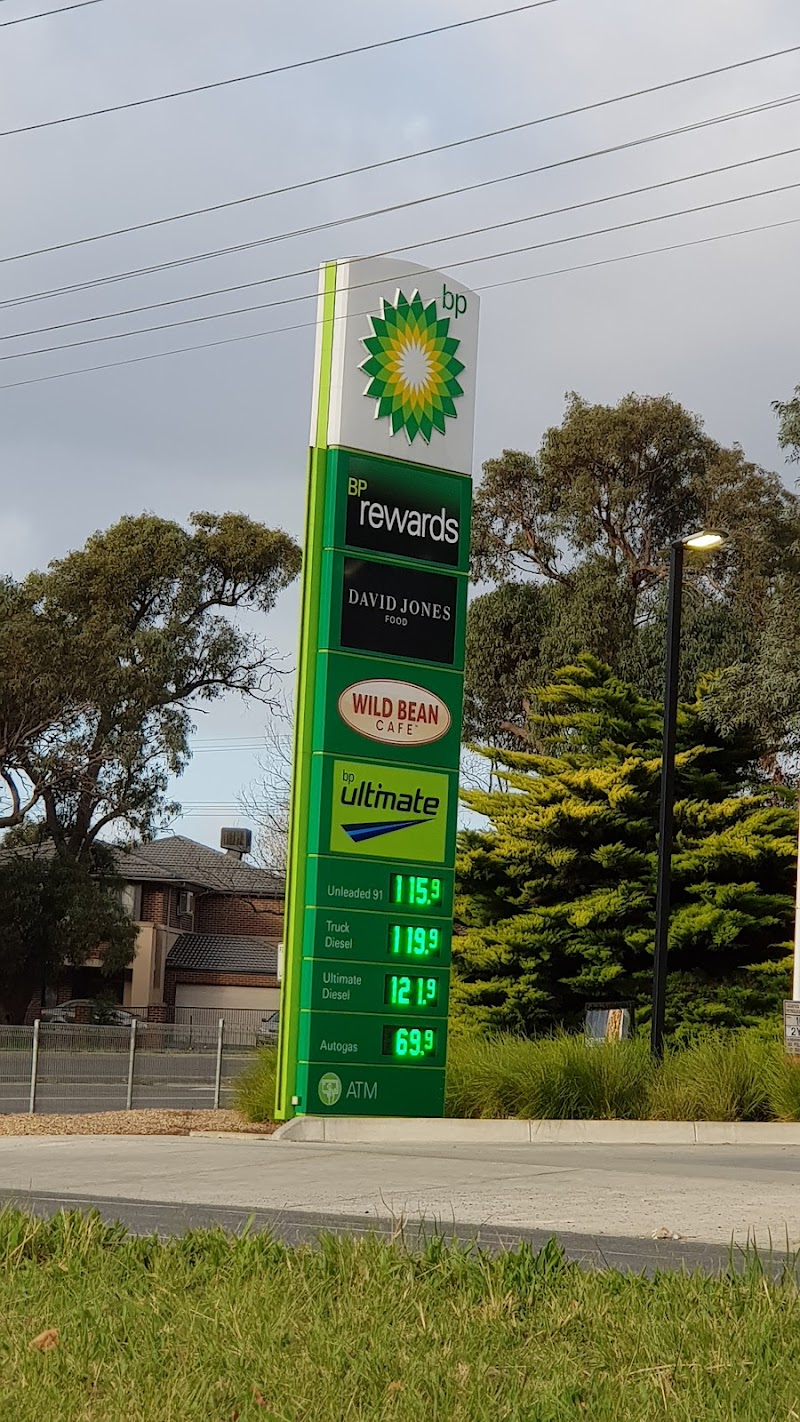 bp
BP
rewards
DAVID JONES
FOOD
WILD BEAN
CAFE
bp
ultimate
Unleaded 91 115.9
Truck
Diesel 119.9
Ultimate
Diesel 121.9
Autogas 69.9
ATM